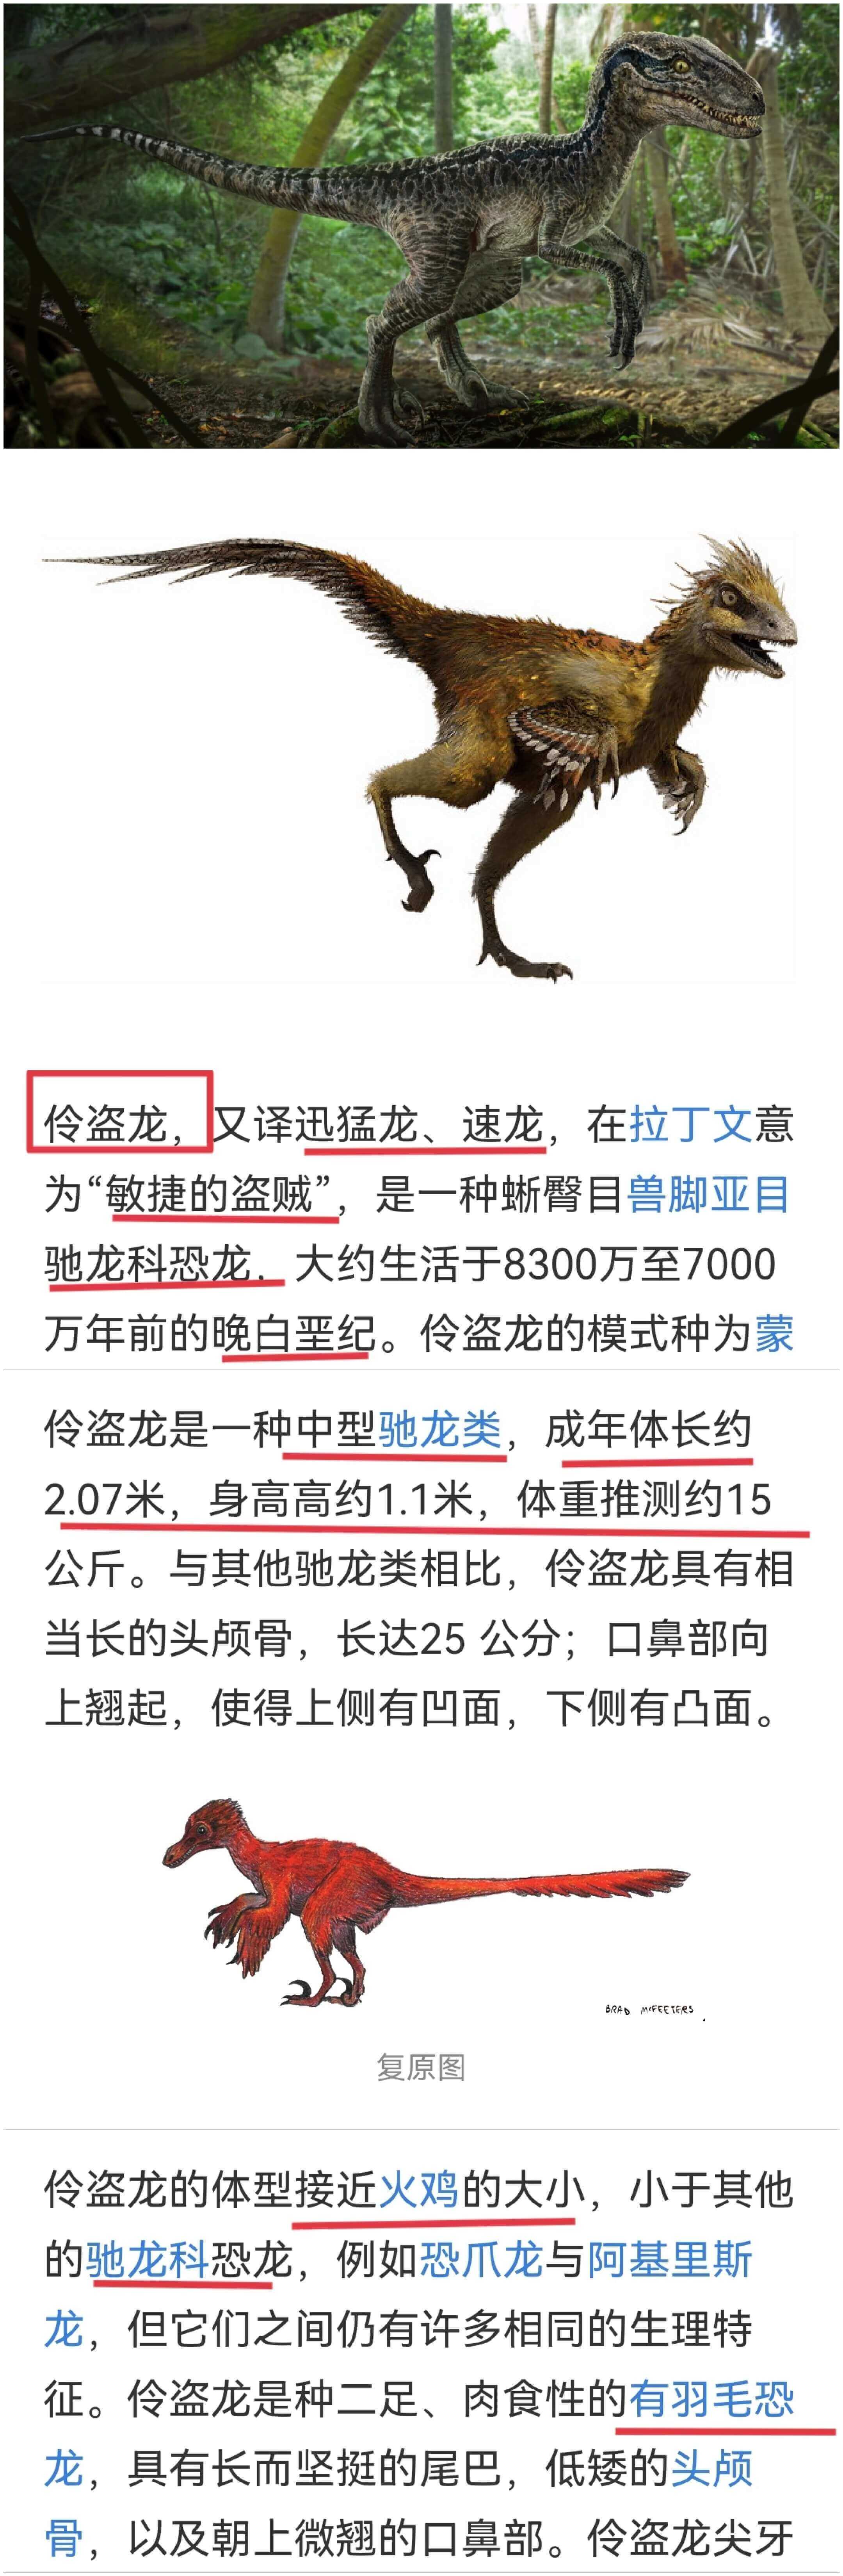 伶盗龙，又译迅猛龙、速龙，在拉丁文意
为“敏捷的盗贼”，是一种蜥臀目兽脚亚目
驰龙科恐龙，大约生活于8300万至7000
万年前的晚白垩纪。伶盗龙的模式种为蒙
伶盗龙是一种中型驰龙类，成年体长约
2.07米，身高高约1.1米，体重推测约15
公斤。与其他驰龙类相比，伶盗龙具有相
当长的头颅骨，长达25 公分；口鼻部向
上翘起，使得上侧有凹面，下侧有凸面。
BRAD McFEETERS
复原图
伶盗龙的体型接近火鸡的大小，小于其他
的驰龙科恐龙，例如恐爪龙与阿基里斯
龙，但它们之间仍有许多相同的生理特
征。伶盗龙是种二足、肉食性的有羽毛恐
龙，具有长而坚挺的尾巴，低矮的头颅
骨，以及朝上微翘的口鼻部。伶盗龙尖牙